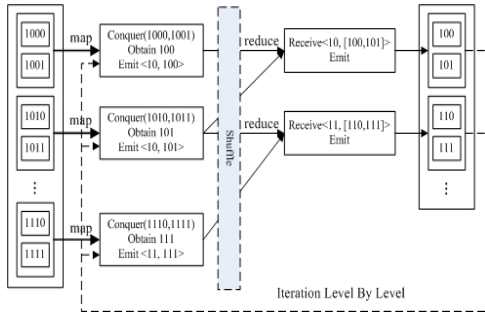 1000
1001
map
Conquer(1000,1001)
Obtain 100
Emit <10, 100>
reduce
Receive<10, [100,101]>
Emit
100
101
1010
1011
map
Conquer(1010,1011)
Obtain 101
Emit <10, 101>
Shuffle
reduce
Receive<11, [110,111]>
Emit
110
111
1110
1111
map
Conquer(1110,1111)
Obtain 111
Emit <11, 111>
Iteration Level By Level